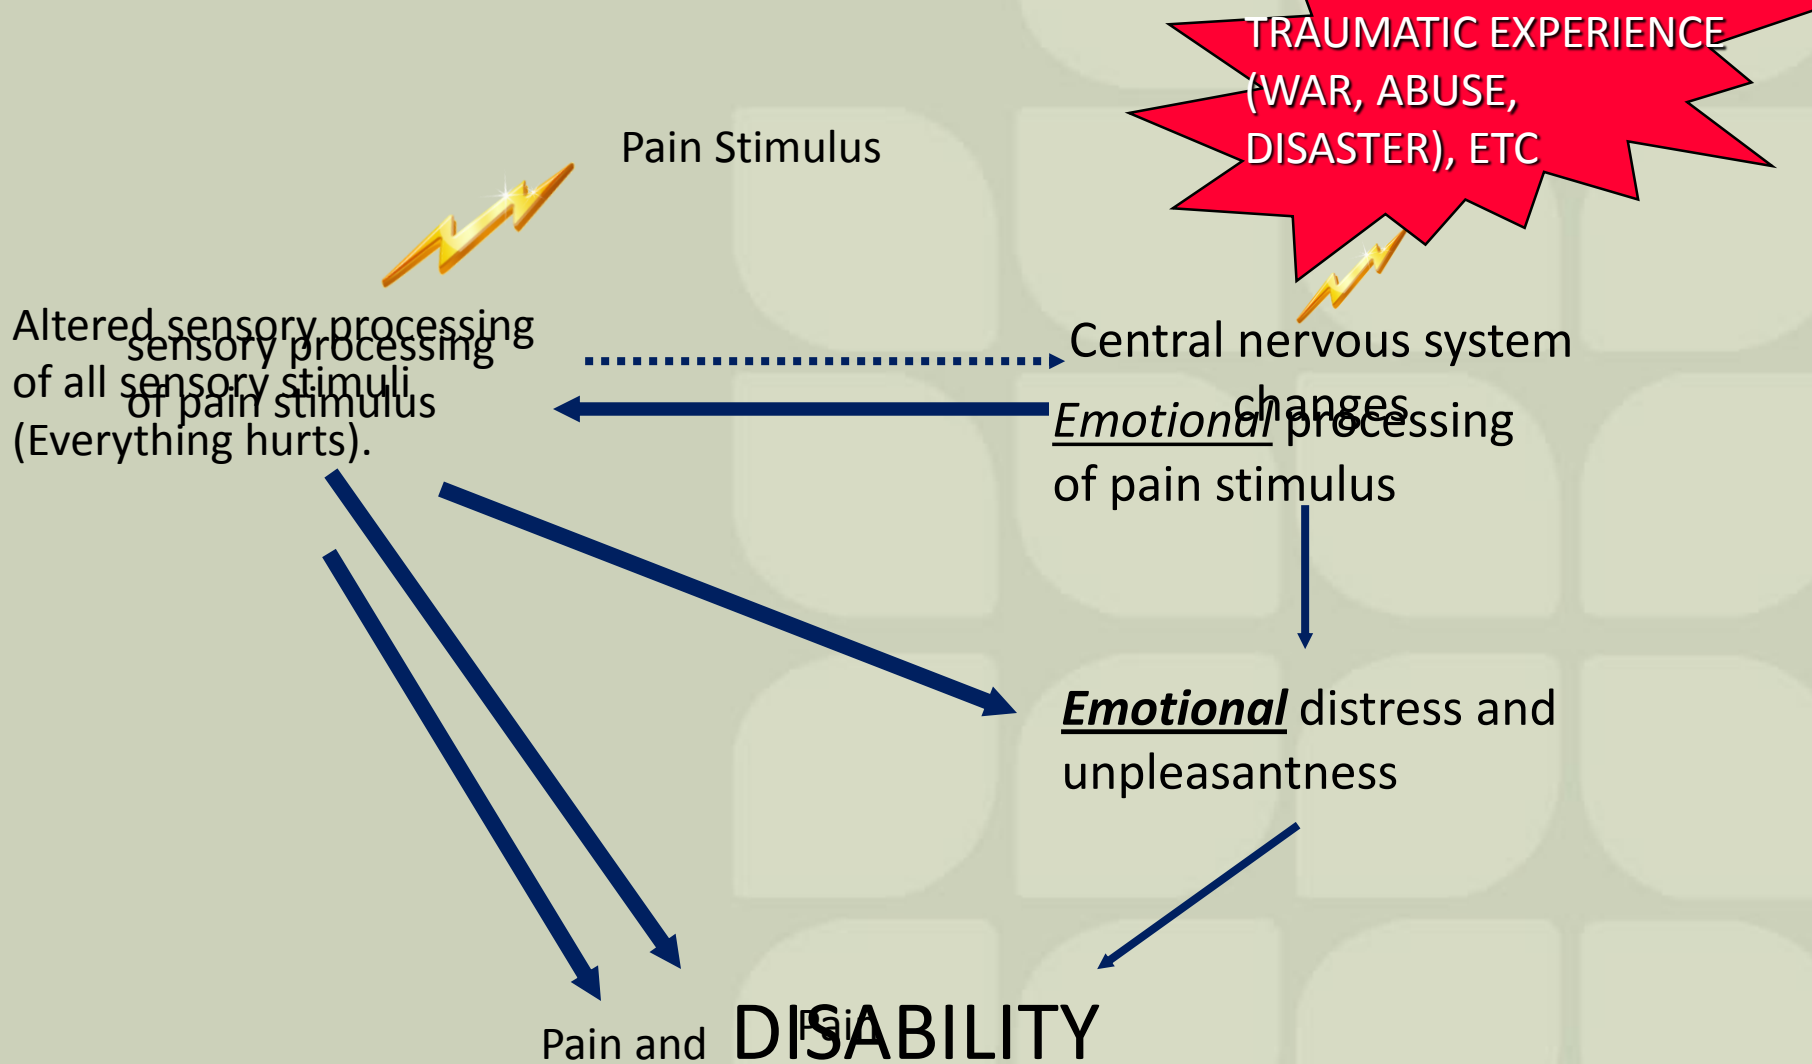 TRAUMATIC EXPERIENCE
(WAR, ABUSE,
DISASTER), ETC
Pain Stimulus
Altered sensory processing
of all sensory stimuli
(Everything hurts).
sensory processing
of pain stimulus
Central nervous system
changes
Emotional processing
of pain stimulus
Emotional distress and
unpleasantness
Pain and DISABILITY
Pain